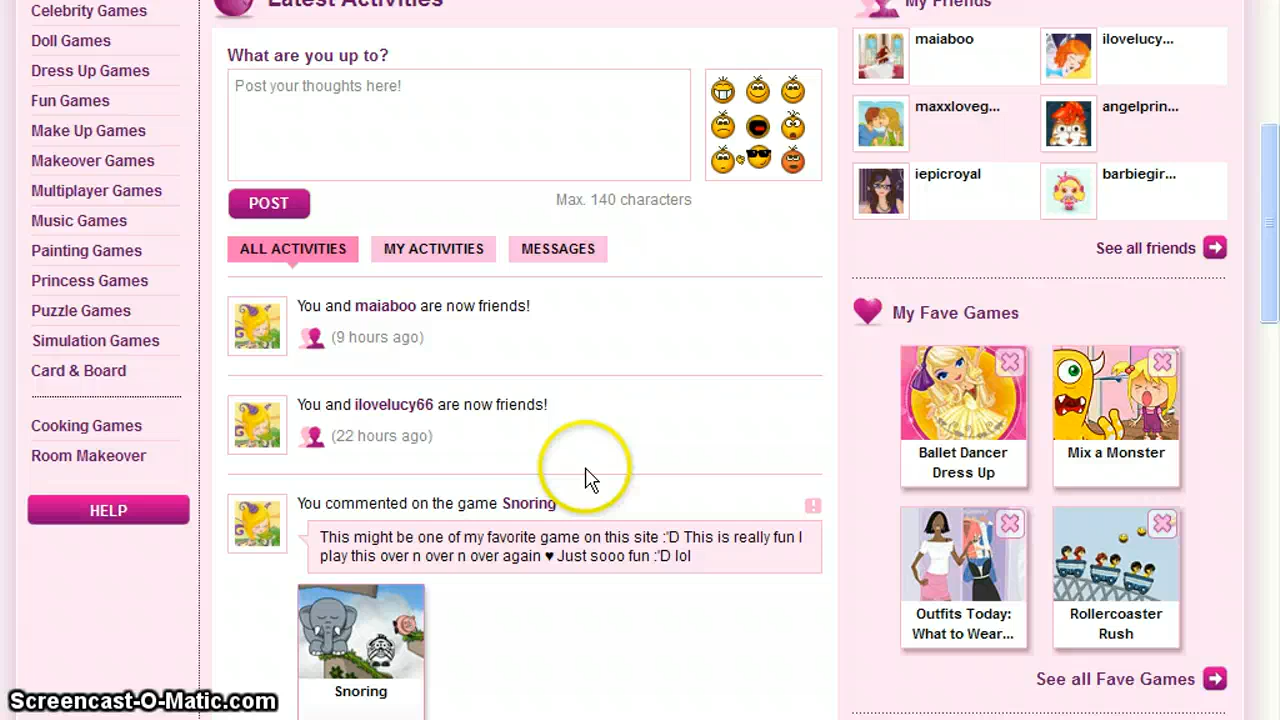 Celebrity Games
Doll Games
Dress Up Games
Fun Games
Make Up Games
Makeover Games
Multiplayer Games
Music Games
Painting Games
Princess Games
Puzzle Games
Simulation Games
Card & Board
Cooking Games
Room Makeover
HELP
Latest Activities
What are you up to?
Post your thoughts here!
POST
Max. 140 characters
ALL ACTIVITIES
MY ACTIVITIES
MESSAGES
You and maiaboo are now friends!
(9 hours ago)
You and ilovelucy66 are now friends!
(22 hours ago)
You commented on the game Snoring
This might be one of my favorite game on this site :'D This is really fun I
play this over n over n over again ♥ Just sooo fun :'D lol
Snoring
My Friends
maiaboo
ilovelucy...
maxxloveg...
angelprin...
iepicroyal
barbiegir...
See all friends
My Fave Games
Ballet Dancer
Dress Up
Mix a Monster
Outfits Today:
What to Wear...
Rollercoaster
Rush
See all Fave Games
Screencast-O-Matic.com